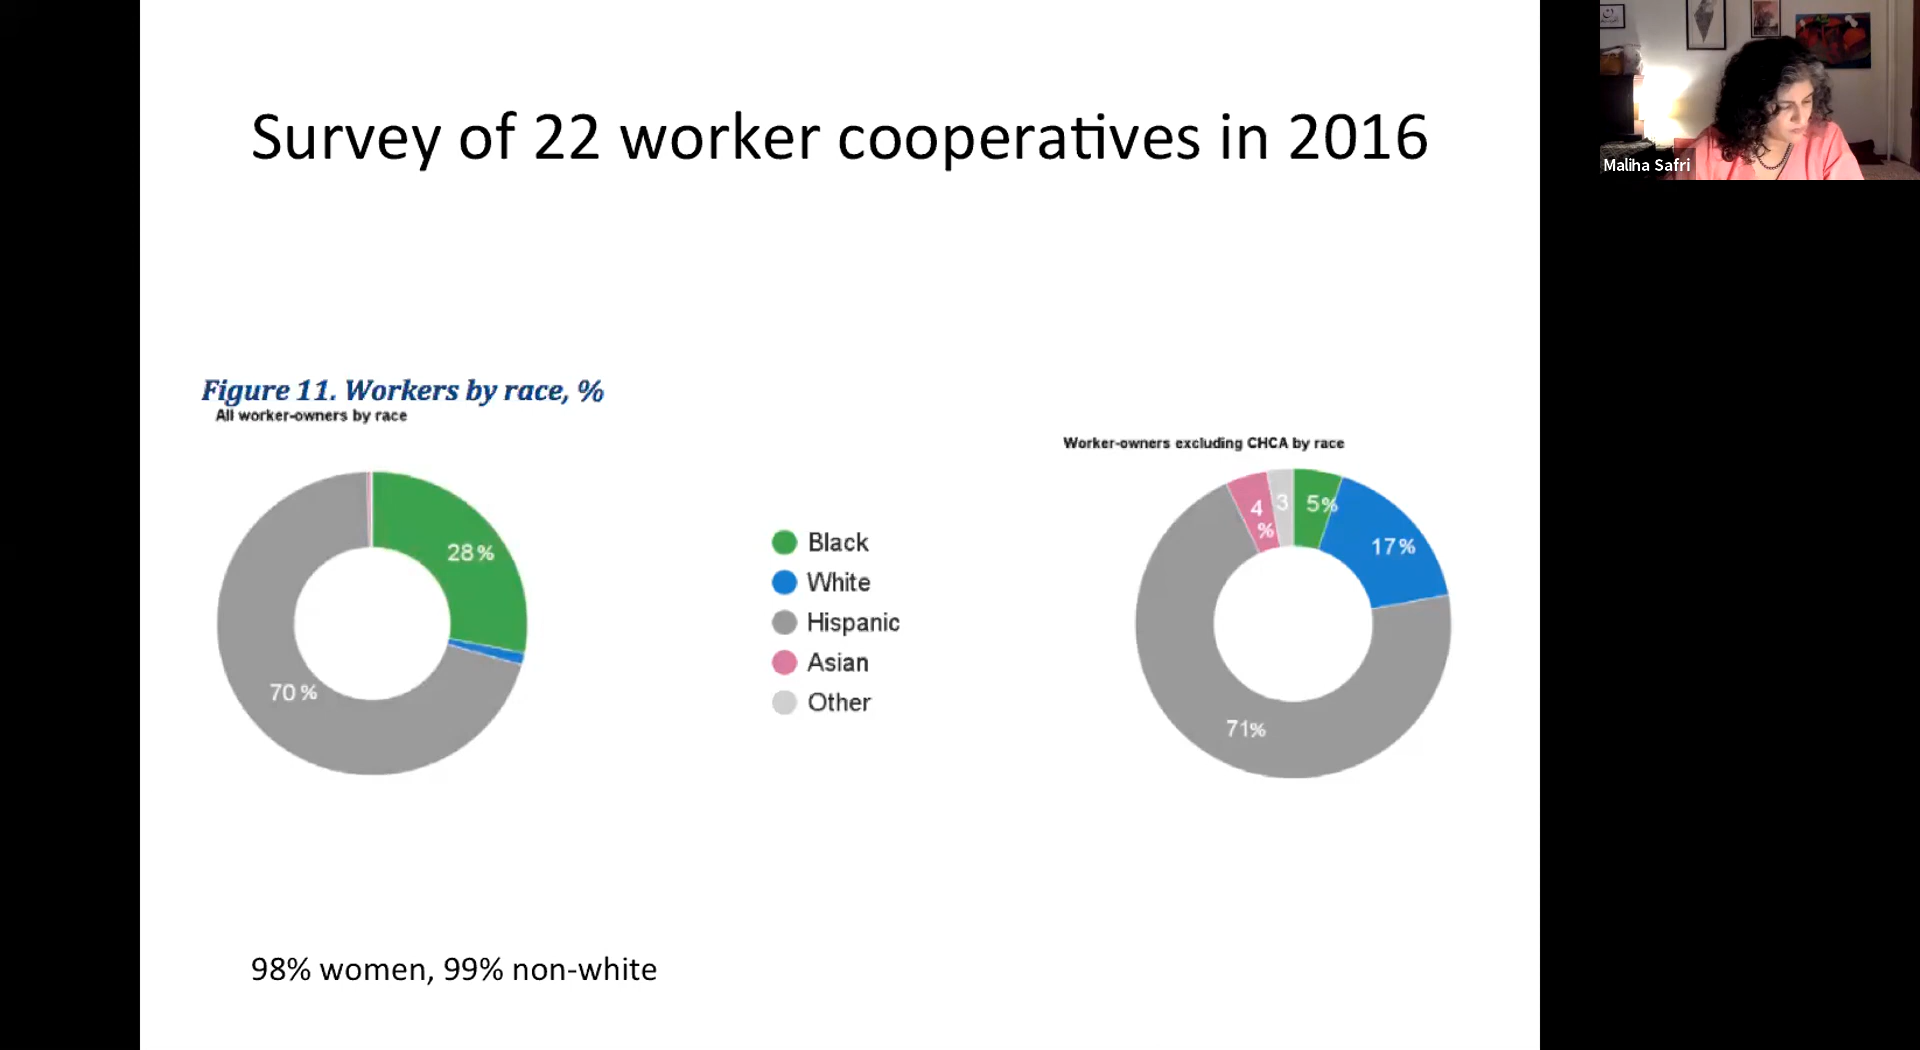 Survey of 22 worker cooperatives in 2016
Maliha Safri
Figure 11. Workers by race, %
All worker-owners by race
28%
70%
Black
White
Hispanic
Asian
Other
Worker-owners excluding CHCA by race
4
%
3
5%
17%
71%
98% women, 99% non-white